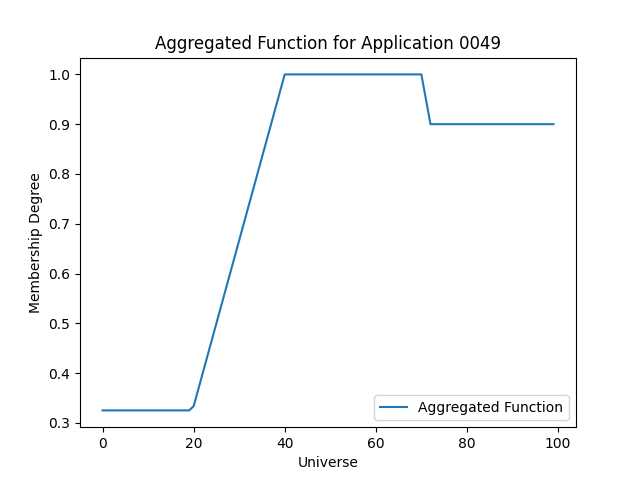 Aggregated Function for Application 0049
Membership Degree
1.0
0.9
0.8
0.7
0.6
0.5
0.4
0.3
0 20 40 60 80 100
Universe
Aggregated Function